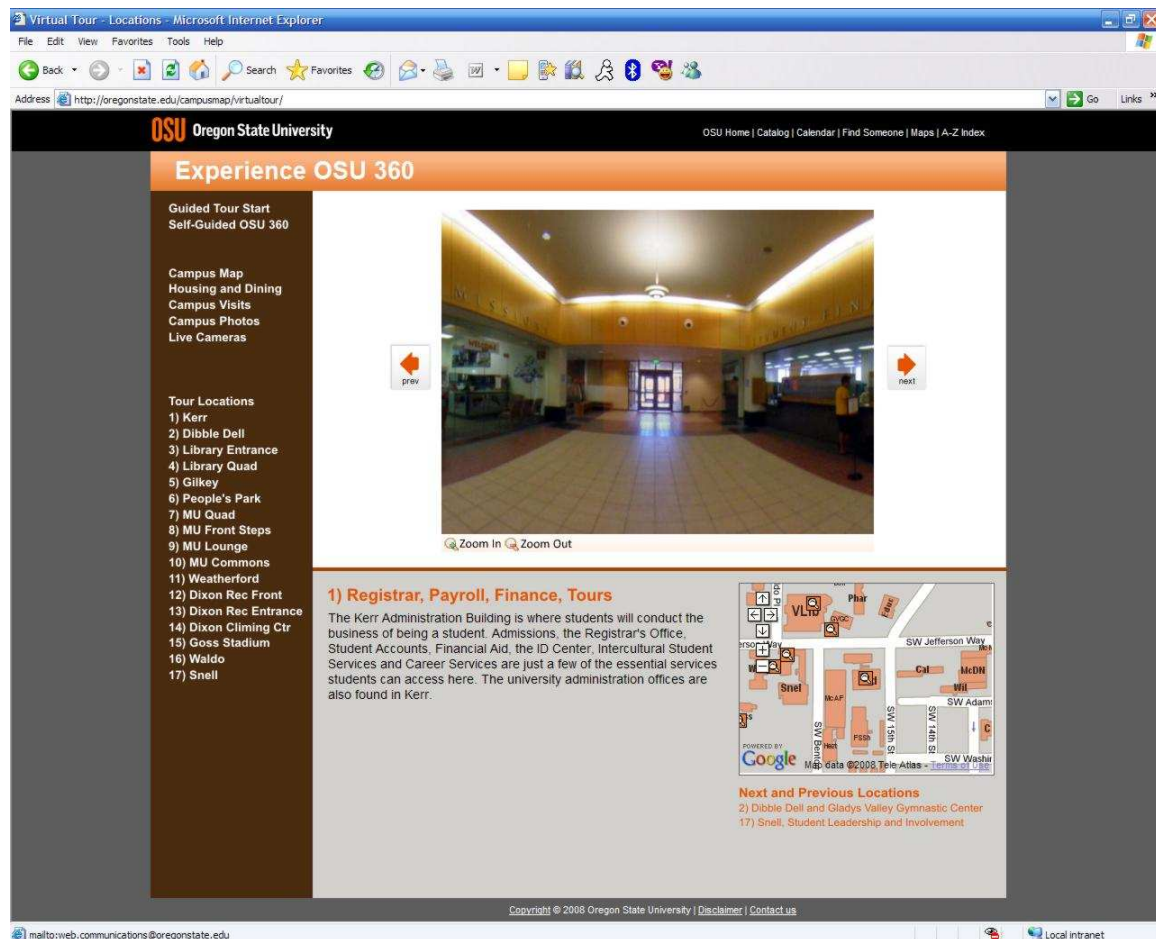 Virtual Tour - Locations - Microsoft Internet Explorer
File Edit View Favorites Tools Help
Back Search Favorites
Address http://oregonstate.edu/campusmap/virtualtour/ Go Links »
OSU Oregon State University
OSU Home | Catalog | Calendar | Find Someone | Maps | A-Z Index
Experience OSU 360
Guided Tour Start
Self-Guided OSU 360
Campus Map
Housing and Dining
Campus Visits
Campus Photos
Live Cameras
Tour Locations
1) Kerr
2) Dibble Dell
3) Library Entrance
4) Library Quad
5) Gilkey
6) People's Park
7) MU Quad
8) MU Front Steps
9) MU Lounge
10) MU Commons
11) Weatherford
12) Dixon Rec Front
13) Dixon Rec Entrance
14) Dixon Climing Ctr
15) Goss Stadium
16) Waldo
17) Snell
prev
next
Zoom In Zoom Out
1) Registrar, Payroll, Finance, Tours
The Kerr Administration Building is where students will conduct the
business of being a student. Admissions, the Registrar's Office,
Student Accounts, Financial Aid, the ID Center, Intercultural Student
Services and Career Services are just a few of the essential services
students can access here. The university administration offices are
also found in Kerr.
Phar
Educ
GVGC
SW Jefferson Way
Cal
McDN
Snel
Wil
McAF
SW Adam
SW 15th St
SW 14th St
PSSh
Hext
SW Washin
POWERED BY
Google
Map data ©2008 Tele Atlas - Terms of Use
Next and Previous Locations
2) Dibble Dell and Gladys Valley Gymnastic Center
17) Snell, Student Leadership and Involvement
Copyright © 2008 Oregon State University | Disclaimer | Contact us
mailto:web.communications@oregonstate.edu
Local intranet